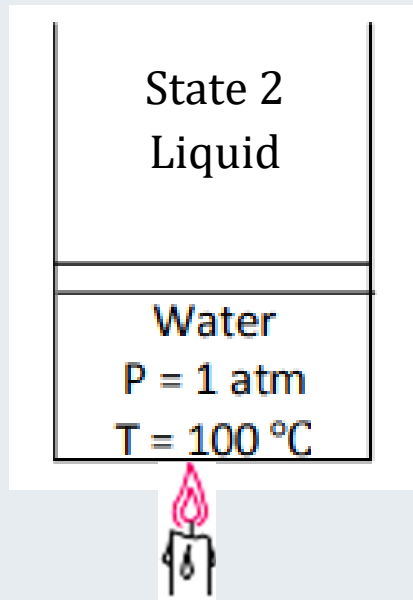 State 2
Liquid
Water
P = 1 atm
T = 100 °C